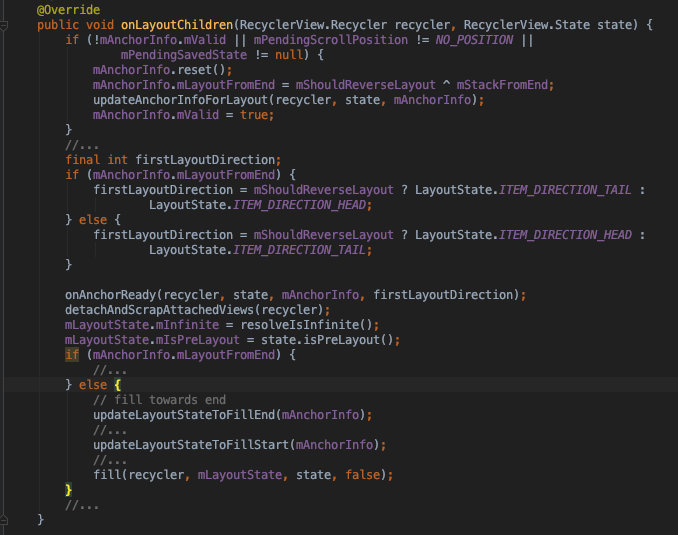 @Override
public void onLayoutChildren(RecyclerView.Recycler recycler, RecyclerView.State state) {
    if (!mAnchorInfo.mValid || mPendingScrollPosition != NO_POSITION ||
            mPendingSavedState != null) {
        mAnchorInfo.reset();
        mAnchorInfo.mLayoutFromEnd = mShouldReverseLayout ^ mStackFromEnd;
        updateAnchorInfoForLayout(recycler, state, mAnchorInfo);
        mAnchorInfo.mValid = true;
    }
    //...
    final int firstLayoutDirection;
    if (mAnchorInfo.mLayoutFromEnd) {
        firstLayoutDirection = mShouldReverseLayout ? LayoutState.ITEM_DIRECTION_TAIL :
                LayoutState.ITEM_DIRECTION_HEAD;
    } else {
        firstLayoutDirection = mShouldReverseLayout ? LayoutState.ITEM_DIRECTION_HEAD :
                LayoutState.ITEM_DIRECTION_TAIL;
    }

    onAnchorReady(recycler, state, mAnchorInfo, firstLayoutDirection);
    detachAndScrapAttachedViews(recycler);
    mLayoutState.mInfinite = resolveIsInfinite();
    mLayoutState.mIsPreLayout = state.isPreLayout();
    if (mAnchorInfo.mLayoutFromEnd) {
        //...
    } else {
        // fill towards end
        updateLayoutStateToFillEnd(mAnchorInfo);
        //...
        updateLayoutStateToFillStart(mAnchorInfo);
        //...
        fill(recycler, mLayoutState, state, false);
    }
    //...
}